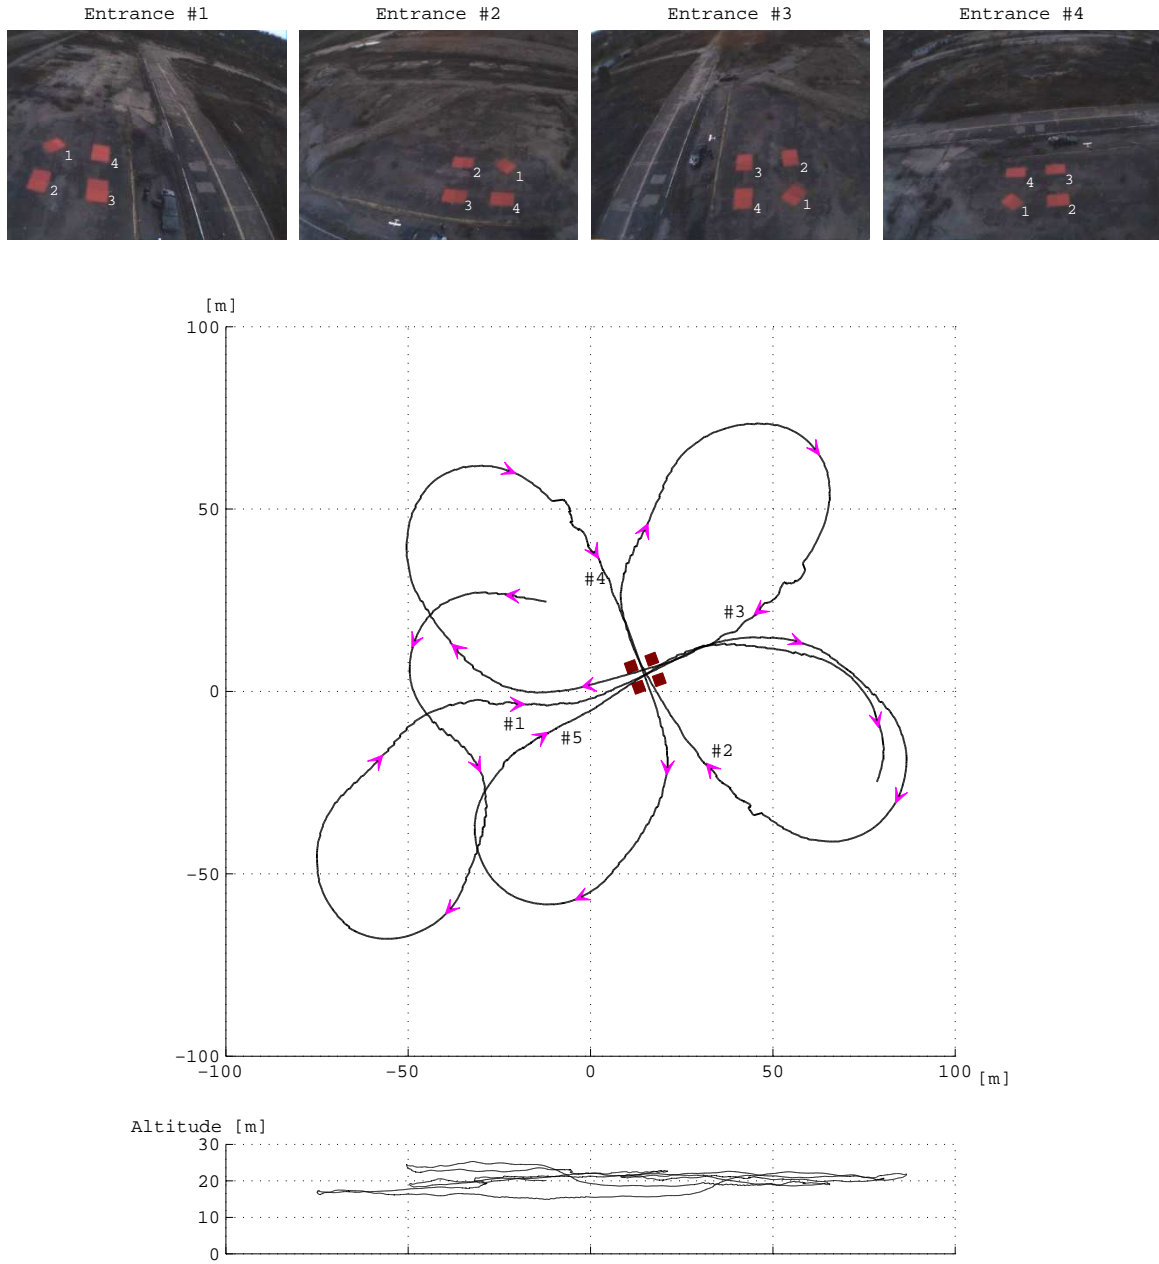 Entrance #1 Entrance #2 Entrance #3 Entrance #4
1 4 2 3
2 1 3 4
3 2 4 1
4 3 1 2
[m]
100
50
#4
#3
0
#1
#5
#2
−50
−100
−100 −50 0 50 100 [m]
Altitude [m]
30
20
10
0